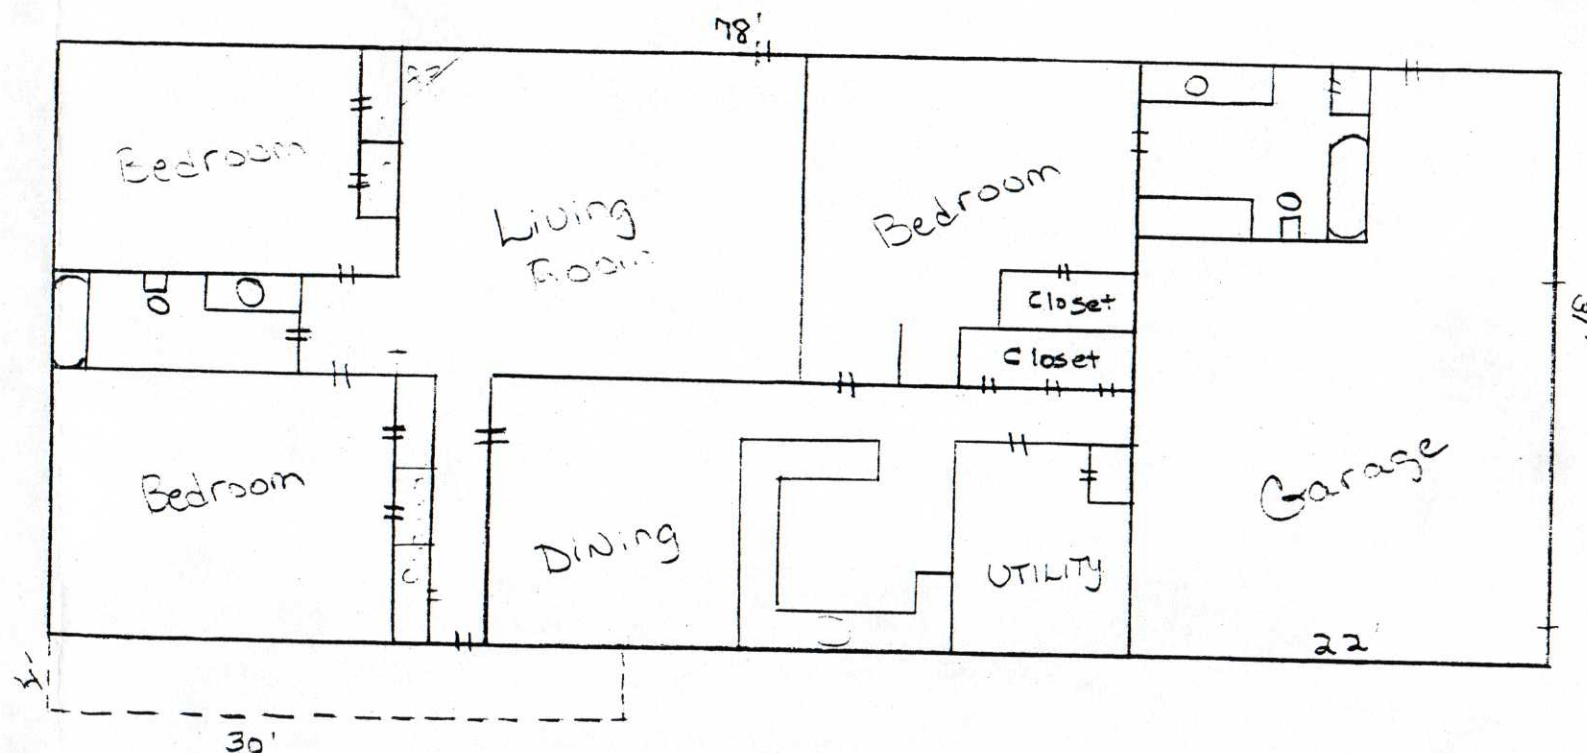 78'
Bedroom
Living
Room
Bedroom
Closet
Closet
Bedroom
Dining
UTILITY
Garage
22'
30'